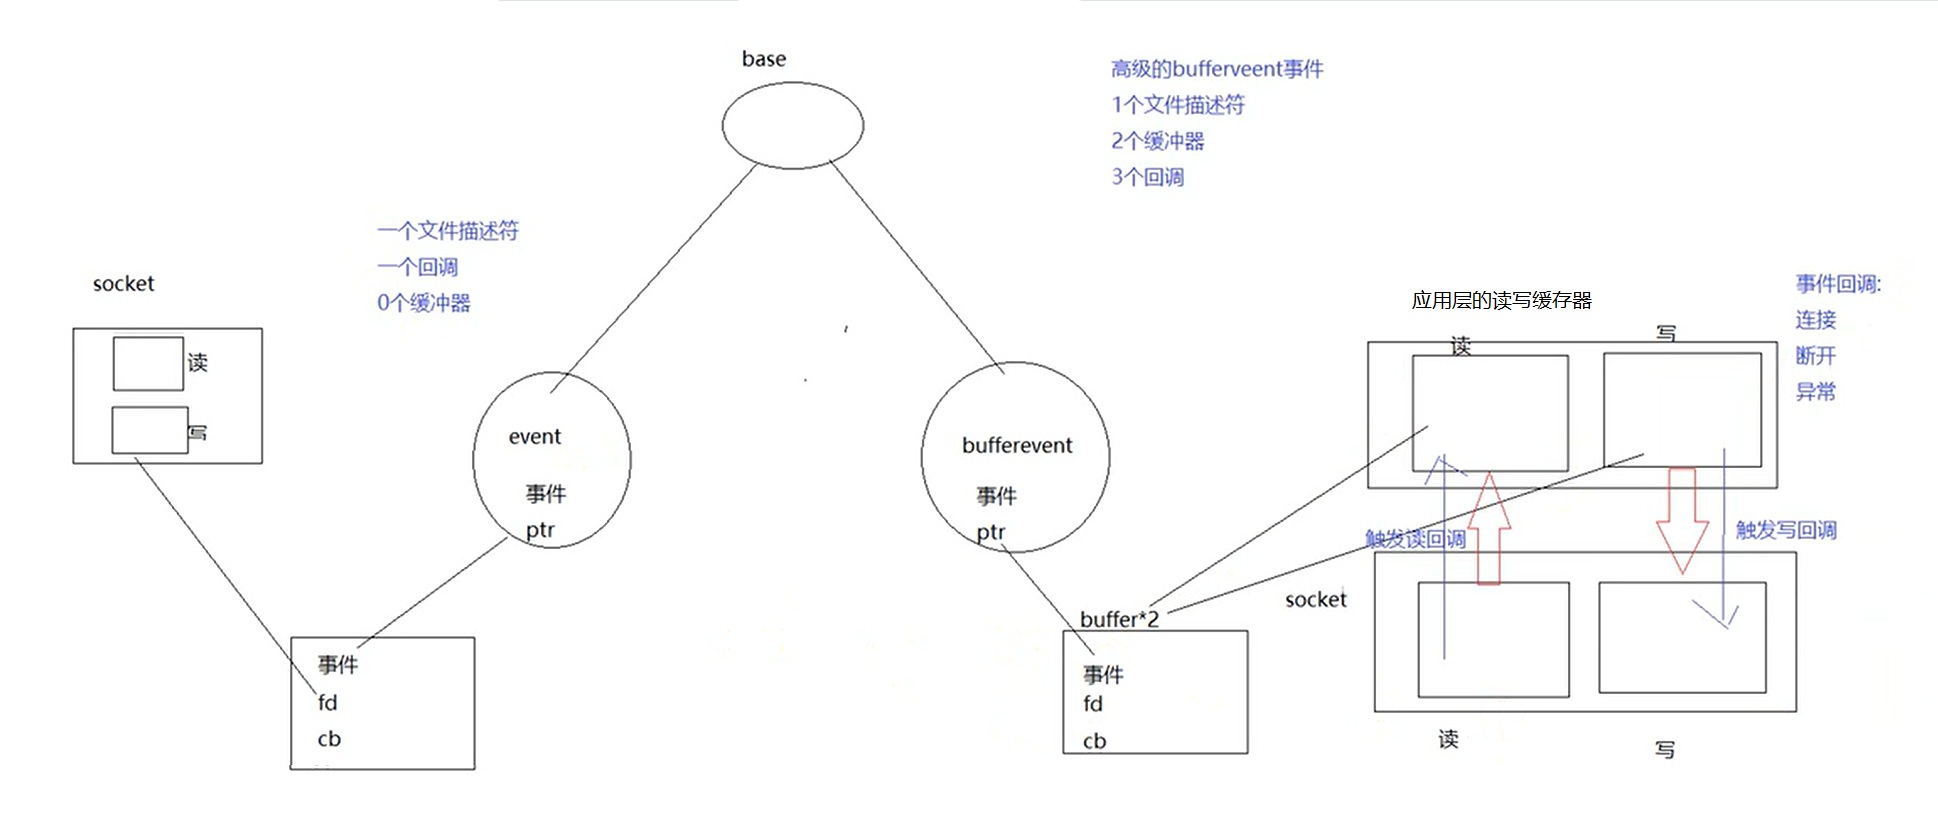 base
高级的bufferveent事件
1个文件描述符
2个缓冲器
3个回调
一个文件描述符
一个回调
0个缓冲器
socket
读
写
event
事件
ptr
bufferevent
事件
ptr
应用层的读写缓存器
读
写
事件回调:
连接
断开
异常
触发读回调
触发写回调
socket
读
写
事件
fd
cb
buffer*2
事件
fd
cb